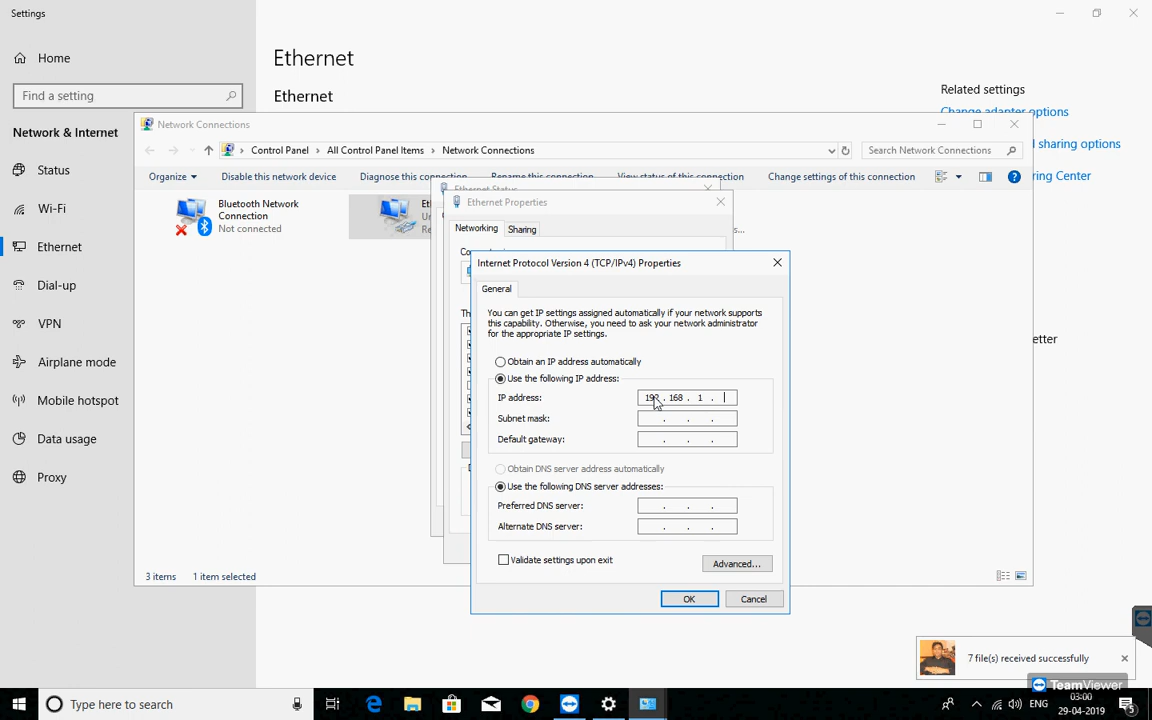 Settings
Home
Find a setting
Network & Internet
Status
Wi-Fi
Ethernet
Dial-up
VPN
Airplane mode
Mobile hotspot
Data usage
Proxy
Ethernet
Ethernet
Related settings
Change adapter options
d sharing options
ring Center
etter
Network Connections
Control Panel > All Control Panel Items > Network Connections
Search Network Connections
Organize
Disable this network device
Diagnose this connection
Rename this connection
View status of this connection
Change settings of this connection
Bluetooth Network
Connection
Not connected
Et
Un
Re
s...
3 items 1 item selected
Ethernet Status
Ethernet Properties
Networking
Sharing
Co
Th
Internet Protocol Version 4 (TCP/IPv4) Properties
General
You can get IP settings assigned automatically if your network supports
this capability. Otherwise, you need to ask your network administrator
for the appropriate IP settings.
Obtain an IP address automatically
Use the following IP address:
IP address: 192 . 168 . 1 .
Subnet mask: . . .
Default gateway: . . .
Obtain DNS server address automatically
Use the following DNS server addresses:
Preferred DNS server: . . .
Alternate DNS server: . . .
Validate settings upon exit
Advanced...
OK
Cancel
7 file(s) received successfully
TeamViewer
Type here to search
ENG
03:00
29-04-2019
5